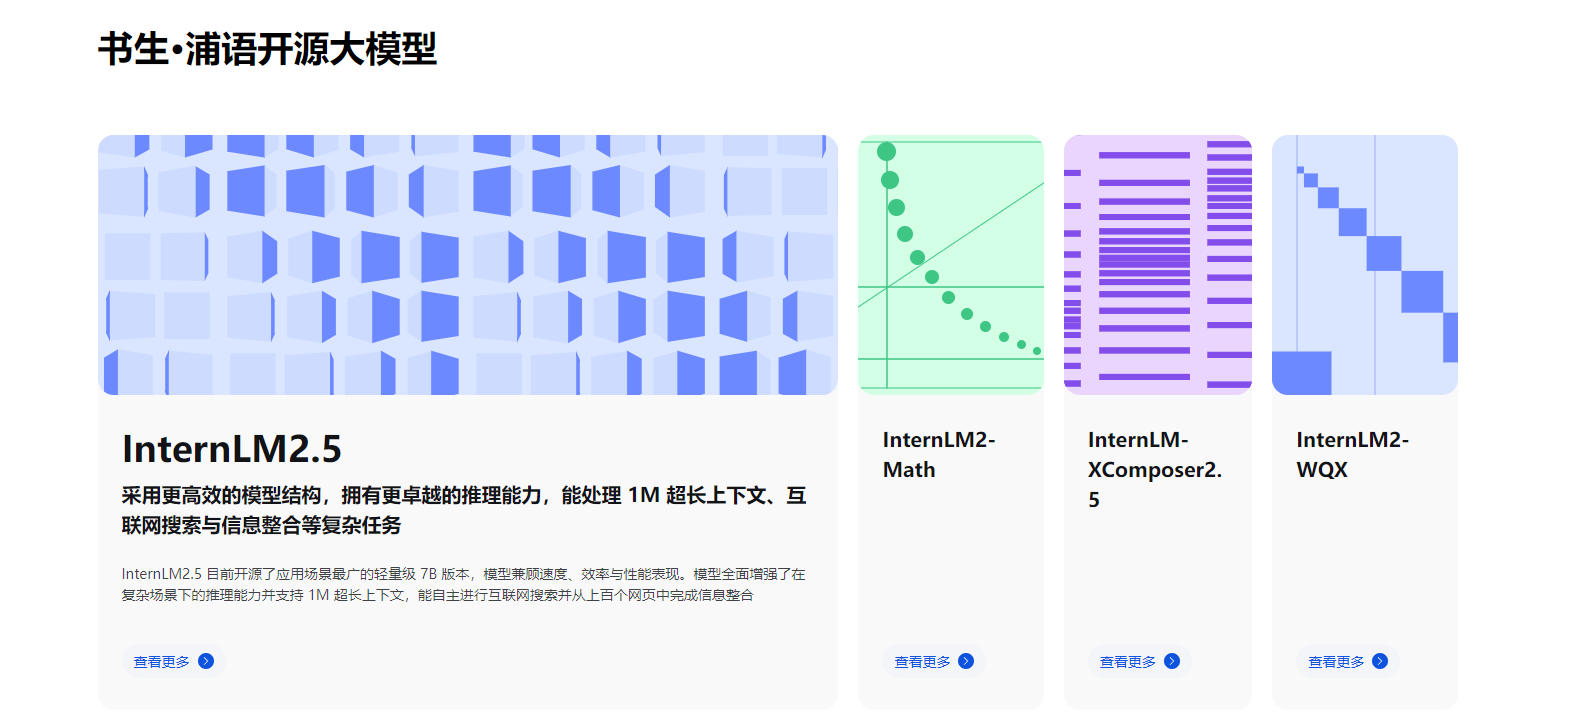 书生·浦语开源大模型
InternLM2.5
采用更高效的模型结构，拥有更卓越的推理能力，能处理 1M 超长上下文、互
联网搜索与信息整合等复杂任务
InternLM2.5 目前开源了应用场景最广的轻量级 7B 版本，模型兼顾速度、效率与性能表现。模型全面增强了在
复杂场景下的推理能力并支持 1M 超长上下文，能自主进行互联网搜索并从上百个网页中完成信息整合
查看更多
InternLM2-
Math
查看更多
InternLM-
XComposer2.
5
查看更多
InternLM2-
WQX
查看更多